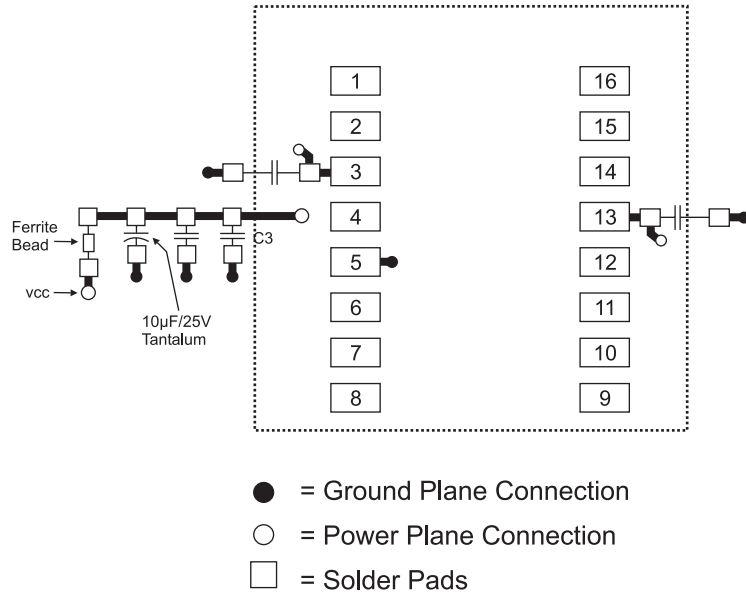 1 16
2 15
3 14
4 13
Ferrite
Bead
C3
5 12
vcc
6 11
10µF/25V
Tantalum
7 10
8 9
= Ground Plane Connection
= Power Plane Connection
= Solder Pads